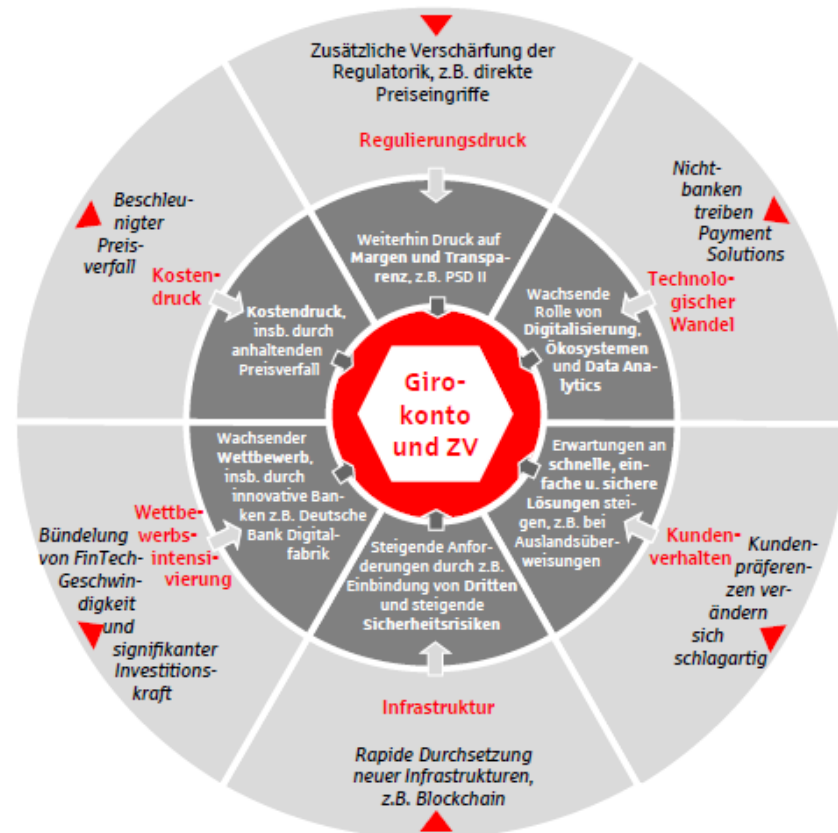 Zusätzliche Verschärfung der
Regulatorik, z.B. direkte
Preiseingriffe
Regulierungsdruck
Weiterhin Druck auf
Margen und Transpa-
renz, z.B. PSD II
Nicht-
banken
treiben
Payment
Solutions
Technolo-
gischer
Wandel
Wachsende
Rolle von
Digitalisierung,
Ökosystemen
und Data Ana-
lytics
Kunden-
präferen-
zen ver-
ändern
sich
schlagartig
Kunden-
verhalten
Erwartungen an
schnelle, ein-
fache u. sichere
Lösungen stei-
gen, z.B. bei
Auslandsüber-
weisungen
Rapide Durchsetzung
neuer Infrastrukturen,
z.B. Blockchain
Infrastruktur
Steigende Anfor-
derungen durch z.B.
Einbindung von Dritten
und steigende
Sicherheitsrisiken
Bündelung
von FinTech-
Geschwin-
digkeit
und
signifikanter
Investitions-
kraft
Wettbe-
werbs-
intensi-
vierung
Wachsender
Wettbewerb,
insb. durch
innovative Ban-
ken z.B. Deutsche
Bank Digital-
fabrik
Beschleu-
nigter
Preis-
verfall
Kosten-
druck
Kostendruck,
insb. durch
anhaltenden
Preisverfall
Giro-
konto
und ZV